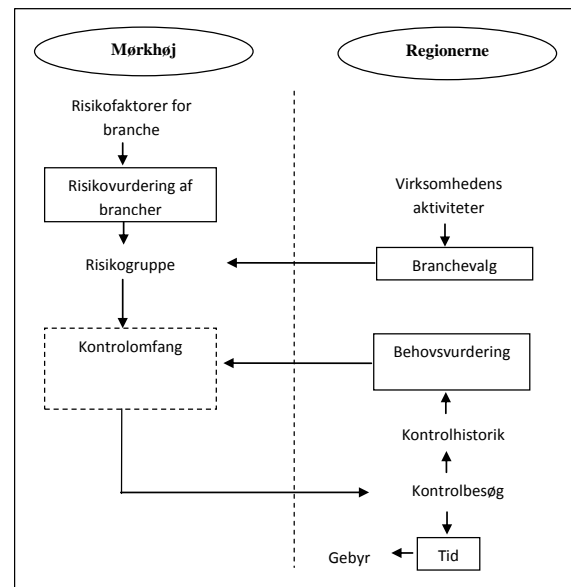 Mørkhøj
Risikofaktorer for
branche
Risikovurdering af
brancher
Risikogruppe
Kontrolomfang
Regionerne
Virksomhedens
aktiviteter
Branchevalg
Behovsvurdering
Kontrolhistorik
Kontrolbesøg
Gebyr
Tid